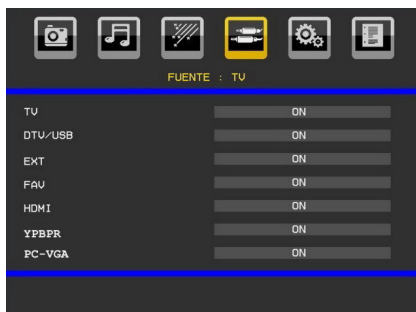 FUENTE : TV
TV ON
DTV/USB ON
EXT ON
FAV ON
HDMI ON
YPBPR ON
PC-VGA ON